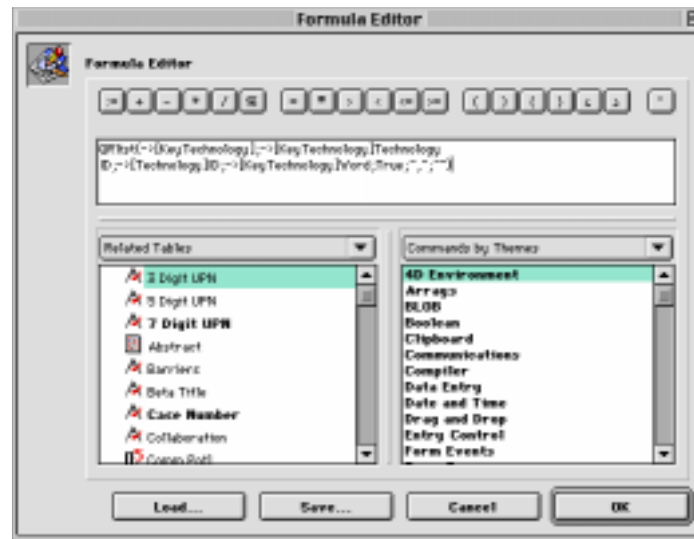 Formula Editor
Formula Editor
:= + - * / %
= # > < <= >=
( ) { }
(->[KeyTechnology];->[KeyTechnology]Technology
ID;->[Technology]ID;->[KeyTechnology]Word;True;", ";"")
Related Tables
Commands by Themes
3 Digit UPN
5 Digit UPN
7 Digit UPN
Abstract
Barriers
Beta Title
Case Number
Collaboration
4D Environment
Arrays
BLOB
Boolean
Clipboard
Communications
Compiler
Data Entry
Date and Time
Drag and Drop
Entry Control
Form Events
Load...
Save...
Cancel
OK